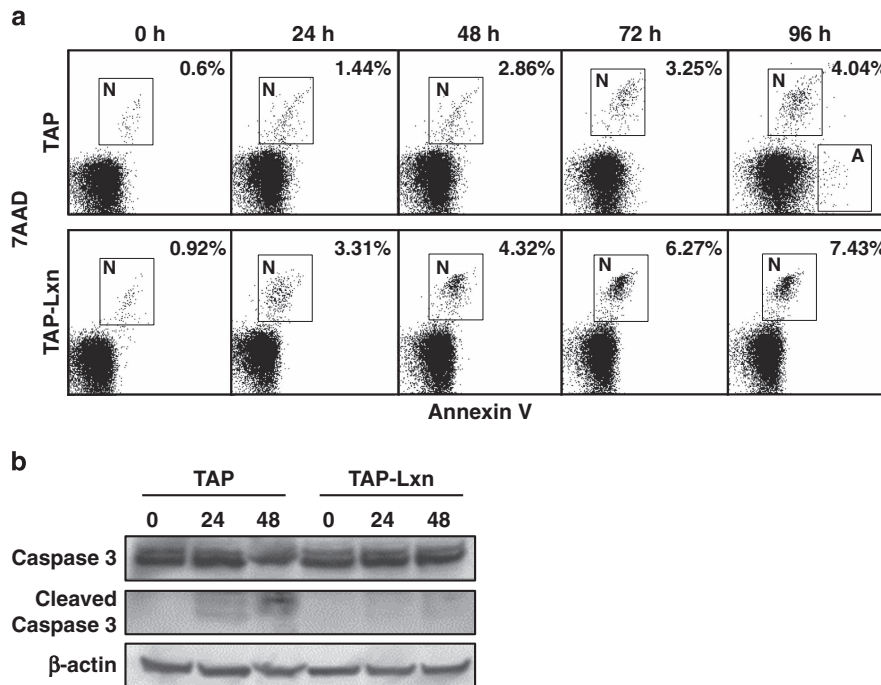 a
0 h 24 h 48 h 72 h 96 h
TAP
N 0.6%
N 1.44%
N 2.86%
N 3.25%
N 4.04%
A
7AAD
TAP-Lxn
N 0.92%
N 3.31%
N 4.32%
N 6.27%
N 7.43%
Annexin V
b
TAP TAP-Lxn
0 24 48 0 24 48
Caspase 3
Cleaved
Caspase 3
β-actin